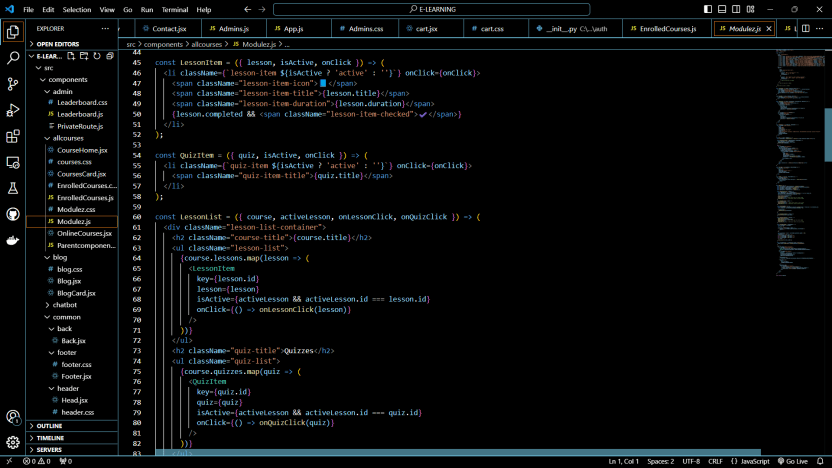 File Edit Selection View Go Run Terminal Help
E-LEARNING
EXPLORER
OPEN EDITORS
E-LEAR...
src
components
admin
# Leaderboard.css
JS Leaderboard.js
PrivateRoute.js
allcourses
CourseHome.jsx
# courses.css
CoursesCard.jsx
# EnrolledCourses.c...
JS EnrolledCourses.js
# Modulez.css
JS Modulez.js
OnlineCourses.jsx
JS Parentcomponen...
blog
# blog.css
Blog.jsx
BlogCard.jsx
chatbot
common
back
Back.jsx
footer
# footer.css
Footer.jsx
header
Head.jsx
# header.css
OUTLINE
TIMELINE
SERVERS
Contact.jsx JS Admins.js JS App.js # Admins.css cart.jsx # cart.css __init__.py C:\...\auth JS EnrolledCourses.js JS Modulez.js JS L
src > components > allcourses > JS Modulez.js > ...
44
45 const LessonItem = ({ lesson, isActive, onClick }) => (
46 <li className={`lesson-item ${isActive ? 'active' : ''}`} onClick={onClick}>
47 <span className="lesson-item-icon">📘</span>
48 <span className="lesson-item-title">{lesson.title}</span>
49 <span className="lesson-item-duration">{lesson.duration}</span>
50 {lesson.completed && <span className="lesson-item-checked">✔</span>}
51 </li>
52 );
53
54 const QuizItem = ({ quiz, isActive, onClick }) => (
55 <li className={`quiz-item ${isActive ? 'active' : ''}`} onClick={onClick}>
56 <span className="quiz-item-title">{quiz.title}</span>
57 </li>
58 );
59
60 const LessonList = ({ course, activeLesson, onLessonClick, onQuizClick }) => (
61 <div className="lesson-list-container">
62 <h2 className="course-title">{course.title}</h2>
63 <ul className="lesson-list">
64 {course.lessons.map(lesson => (
65 <LessonItem
66 key={lesson.id}
67 lesson={lesson}
68 isActive={activeLesson && activeLesson.id === lesson.id}
69 onClick={() => onLessonClick(lesson)}
70 />
71 ))}
72 </ul>
73 <h2 className="quiz-title">Quizzes</h2>
74 <ul className="quiz-list">
75 {course.quizzes.map(quiz => (
76 <QuizItem
77 key={quiz.id}
78 quiz={quiz}
79 isActive={activeLesson && activeLesson.id === quiz.id}
80 onClick={() => onQuizClick(quiz)}
81 />
82 ))}
83 </ul>
0 0 0 Ln 1, Col 1 Spaces: 2 UTF-8 CRLF {} JavaScript Go Live